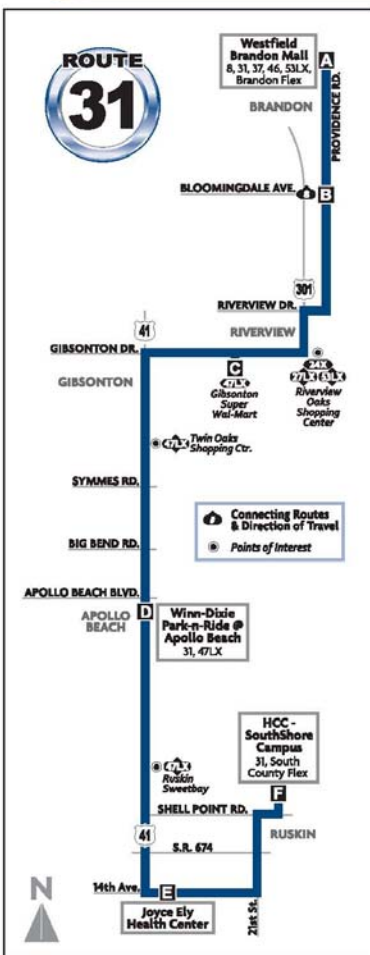 ROUTE
31
Westfield
Brandon Mall
8, 31, 37, 46, 53LX,
Brandon Flex
A
PROVIDENCE RD.
BRANDON
BLOOMINGDALE AVE.
B
301
RIVERVIEW DR.
41
RIVERVIEW
GIBSONTON DR.
C
24X
27LX 53LX
Riverview
Oaks
Shopping
Center
47LX
Gibsonton
Super
Wal-Mart
GIBSONTON
47LX
Twin Oaks
Shopping Ctr.
SYMMES RD.
Connecting Routes
& Direction of Travel
Points of Interest
BIG BEND RD.
APOLLO BEACH BLVD.
APOLLO
BEACH
D
Winn-Dixie
Park-n-Ride @
Apollo Beach
31, 47LX
HCC -
SouthShore
Campus
31, South
County Flex
F
47LX
Ruskin
Sweetbay
SHELL POINT RD.
RUSKIN
41
S.R. 674
N
14th Ave.
E
21st St.
Joyce Ely
Health Center